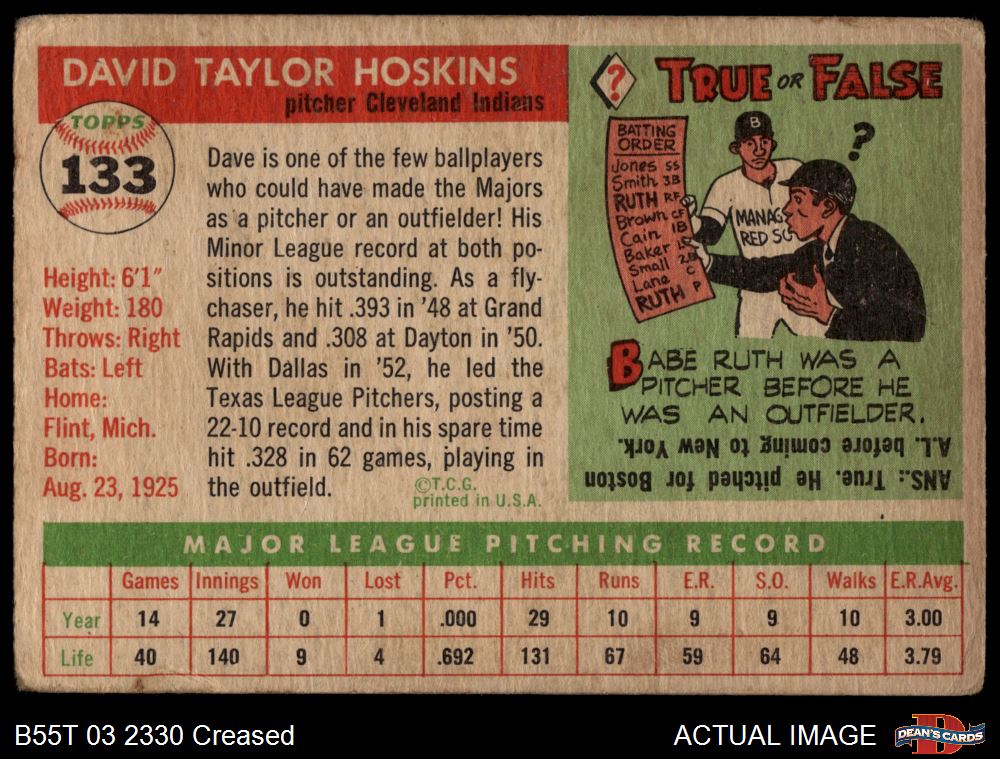 DAVID TAYLOR HOSKINS
pitcher Cleveland Indians
TOPPS
133
Height: 6'1"
Weight: 180
Throws: Right
Bats: Left
Home:
Flint, Mich.
Born:
Aug. 23, 1925
Dave is one of the few ballplayers
who could have made the Majors
as a pitcher or an outfielder! His
Minor League record at both po-
sitions is outstanding. As a fly-
chaser, he hit .393 in '48 at Grand
Rapids and .308 at Dayton in '50.
With Dallas in '52, he led the
Texas League Pitchers, posting a
22-10 record and in his spare time
hit .328 in 62 games, playing in
the outfield.
©T.C.G.
printed in U.S.A.
?
TRUE OR FALSE
BATTING
ORDER
Jones SS
Smith 3B
RUTH RF
Brown CF
Cain 1B
Baker
Small 2B
Lane C
RUTH P
B
?
MANAG
RED SO
BABE RUTH WAS A
PITCHER BEFORE HE
WAS AN OUTFIELDER.
ANS.: True. He pitched for Boston
A.L. before coming to New York.
MAJOR LEAGUE PITCHING RECORD
Games Innings Won Lost Pct. Hits Runs E.R. S.O. Walks E.R.Avg.
Year 14 27 0 1 .000 29 10 9 9 10 3.00
Life 40 140 9 4 .692 131 67 59 64 48 3.79
B55T 03 2330 Creased
ACTUAL IMAGE
D
DEAN'S CARDS